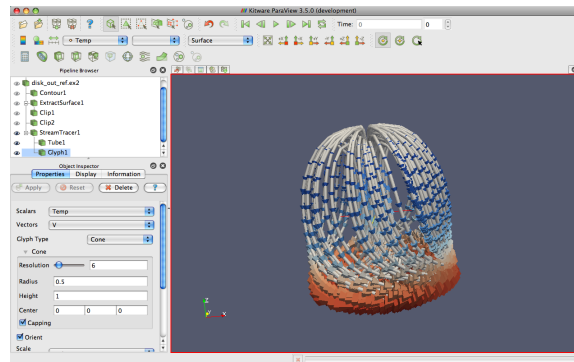 Kitware ParaView 3.5.0 (development)
Time: 0 0
Temp Surface
Pipeline Browser
disk_out_ref.ex2
Contour1
ExtractSurface1
Clip1
Clip2
StreamTracer1
Tube1
Glyph1
Object Inspector
Properties Display Information
Apply Reset Delete ?
Scalars Temp
Vectors V
Glyph Type Cone
Cone
Resolution 6
Radius 0.5
Height 1
Center 0 0 0
Capping
Orient
Scale
Z
Y X